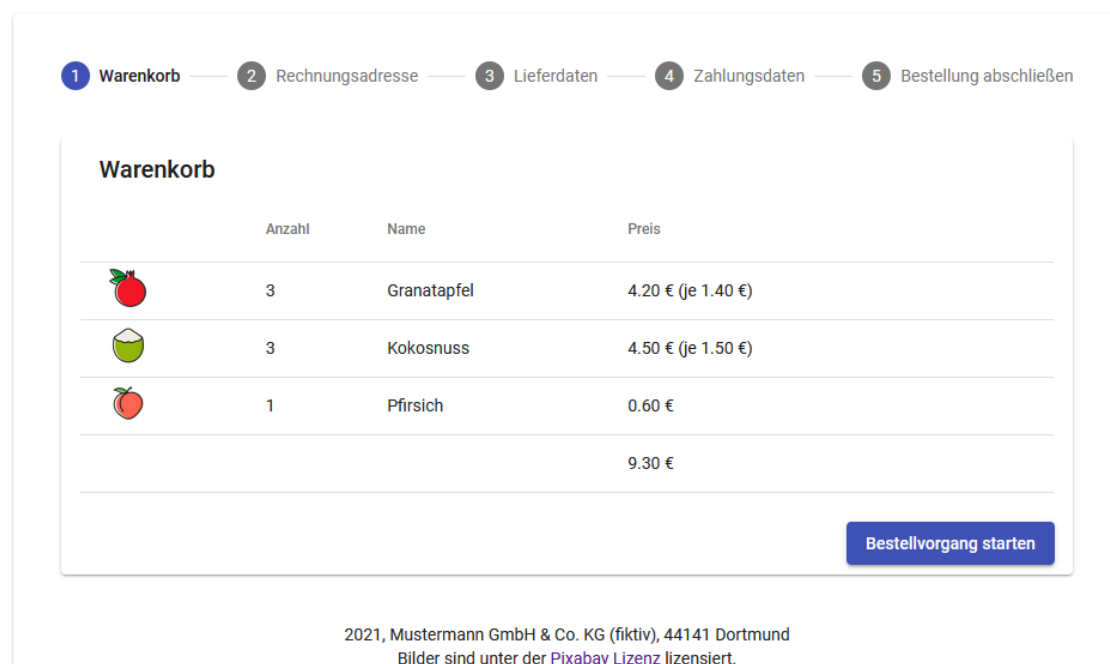 1 Warenkorb 2 Rechnungsadresse 3 Lieferdaten 4 Zahlungsdaten 5 Bestellung abschließen
Warenkorb
Anzahl Name Preis
3 Granatapfel 4.20 € (je 1.40 €)
3 Kokosnuss 4.50 € (je 1.50 €)
1 Pfirsich 0.60 €
9.30 €
Bestellvorgang starten
2021, Mustermann GmbH & Co. KG (fiktiv), 44141 Dortmund
Bilder sind unter der Pixabay Lizenz lizensiert.